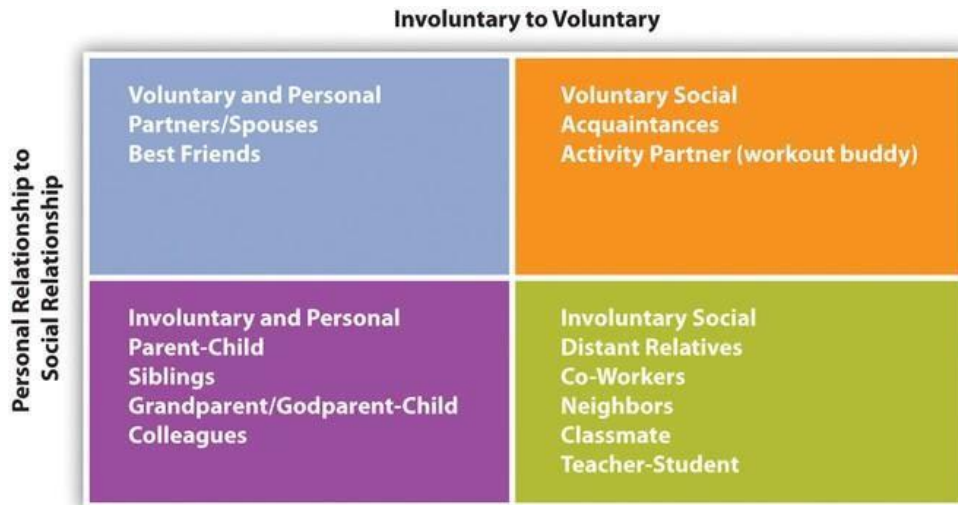 Involuntary to Voluntary
Personal Relationship to
Social Relationship
Voluntary and Personal
Partners/Spouses
Best Friends
Voluntary Social
Acquaintances
Activity Partner (workout buddy)
Involuntary and Personal
Parent-Child
Siblings
Grandparent/Godparent-Child
Colleagues
Involuntary Social
Distant Relatives
Co-Workers
Neighbors
Classmate
Teacher-Student